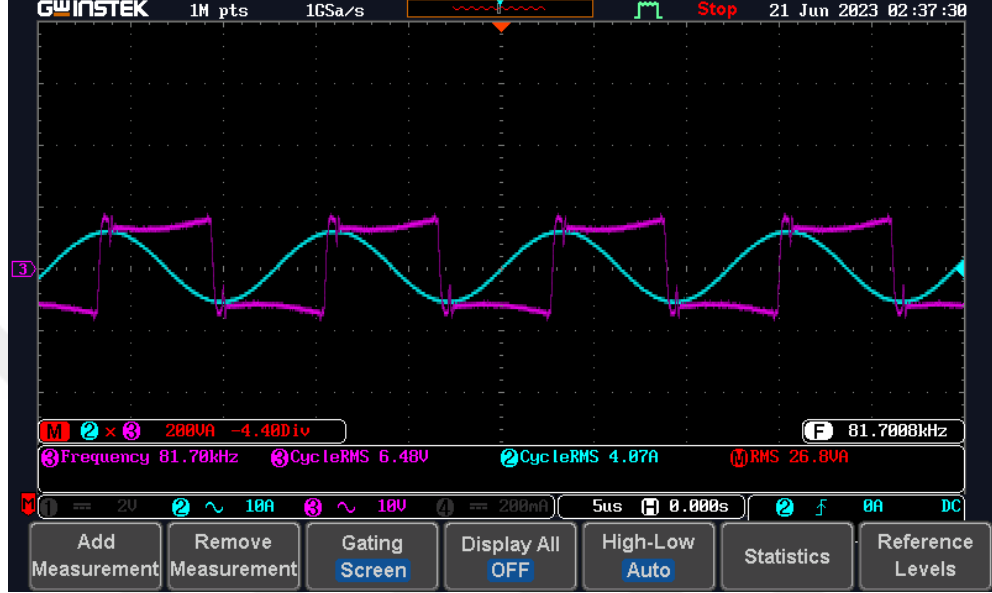 GWINSTEK 1M pts 1GSa/s Stop 21 Jun 2023 02:37:30
3
M 2 × 3 200VA -4.40Div F 81.7008kHz
3 Frequency 81.70kHz 3 CycleRMS 6.48V 2 CycleRMS 4.07A M RMS 26.8VA
M 1 2V 2 10A 3 10V 4 200mA 5us H 0.000s 2 0A DC
Add Measurement Remove Measurement Gating Screen Display All OFF High-Low Auto Statistics Reference Levels